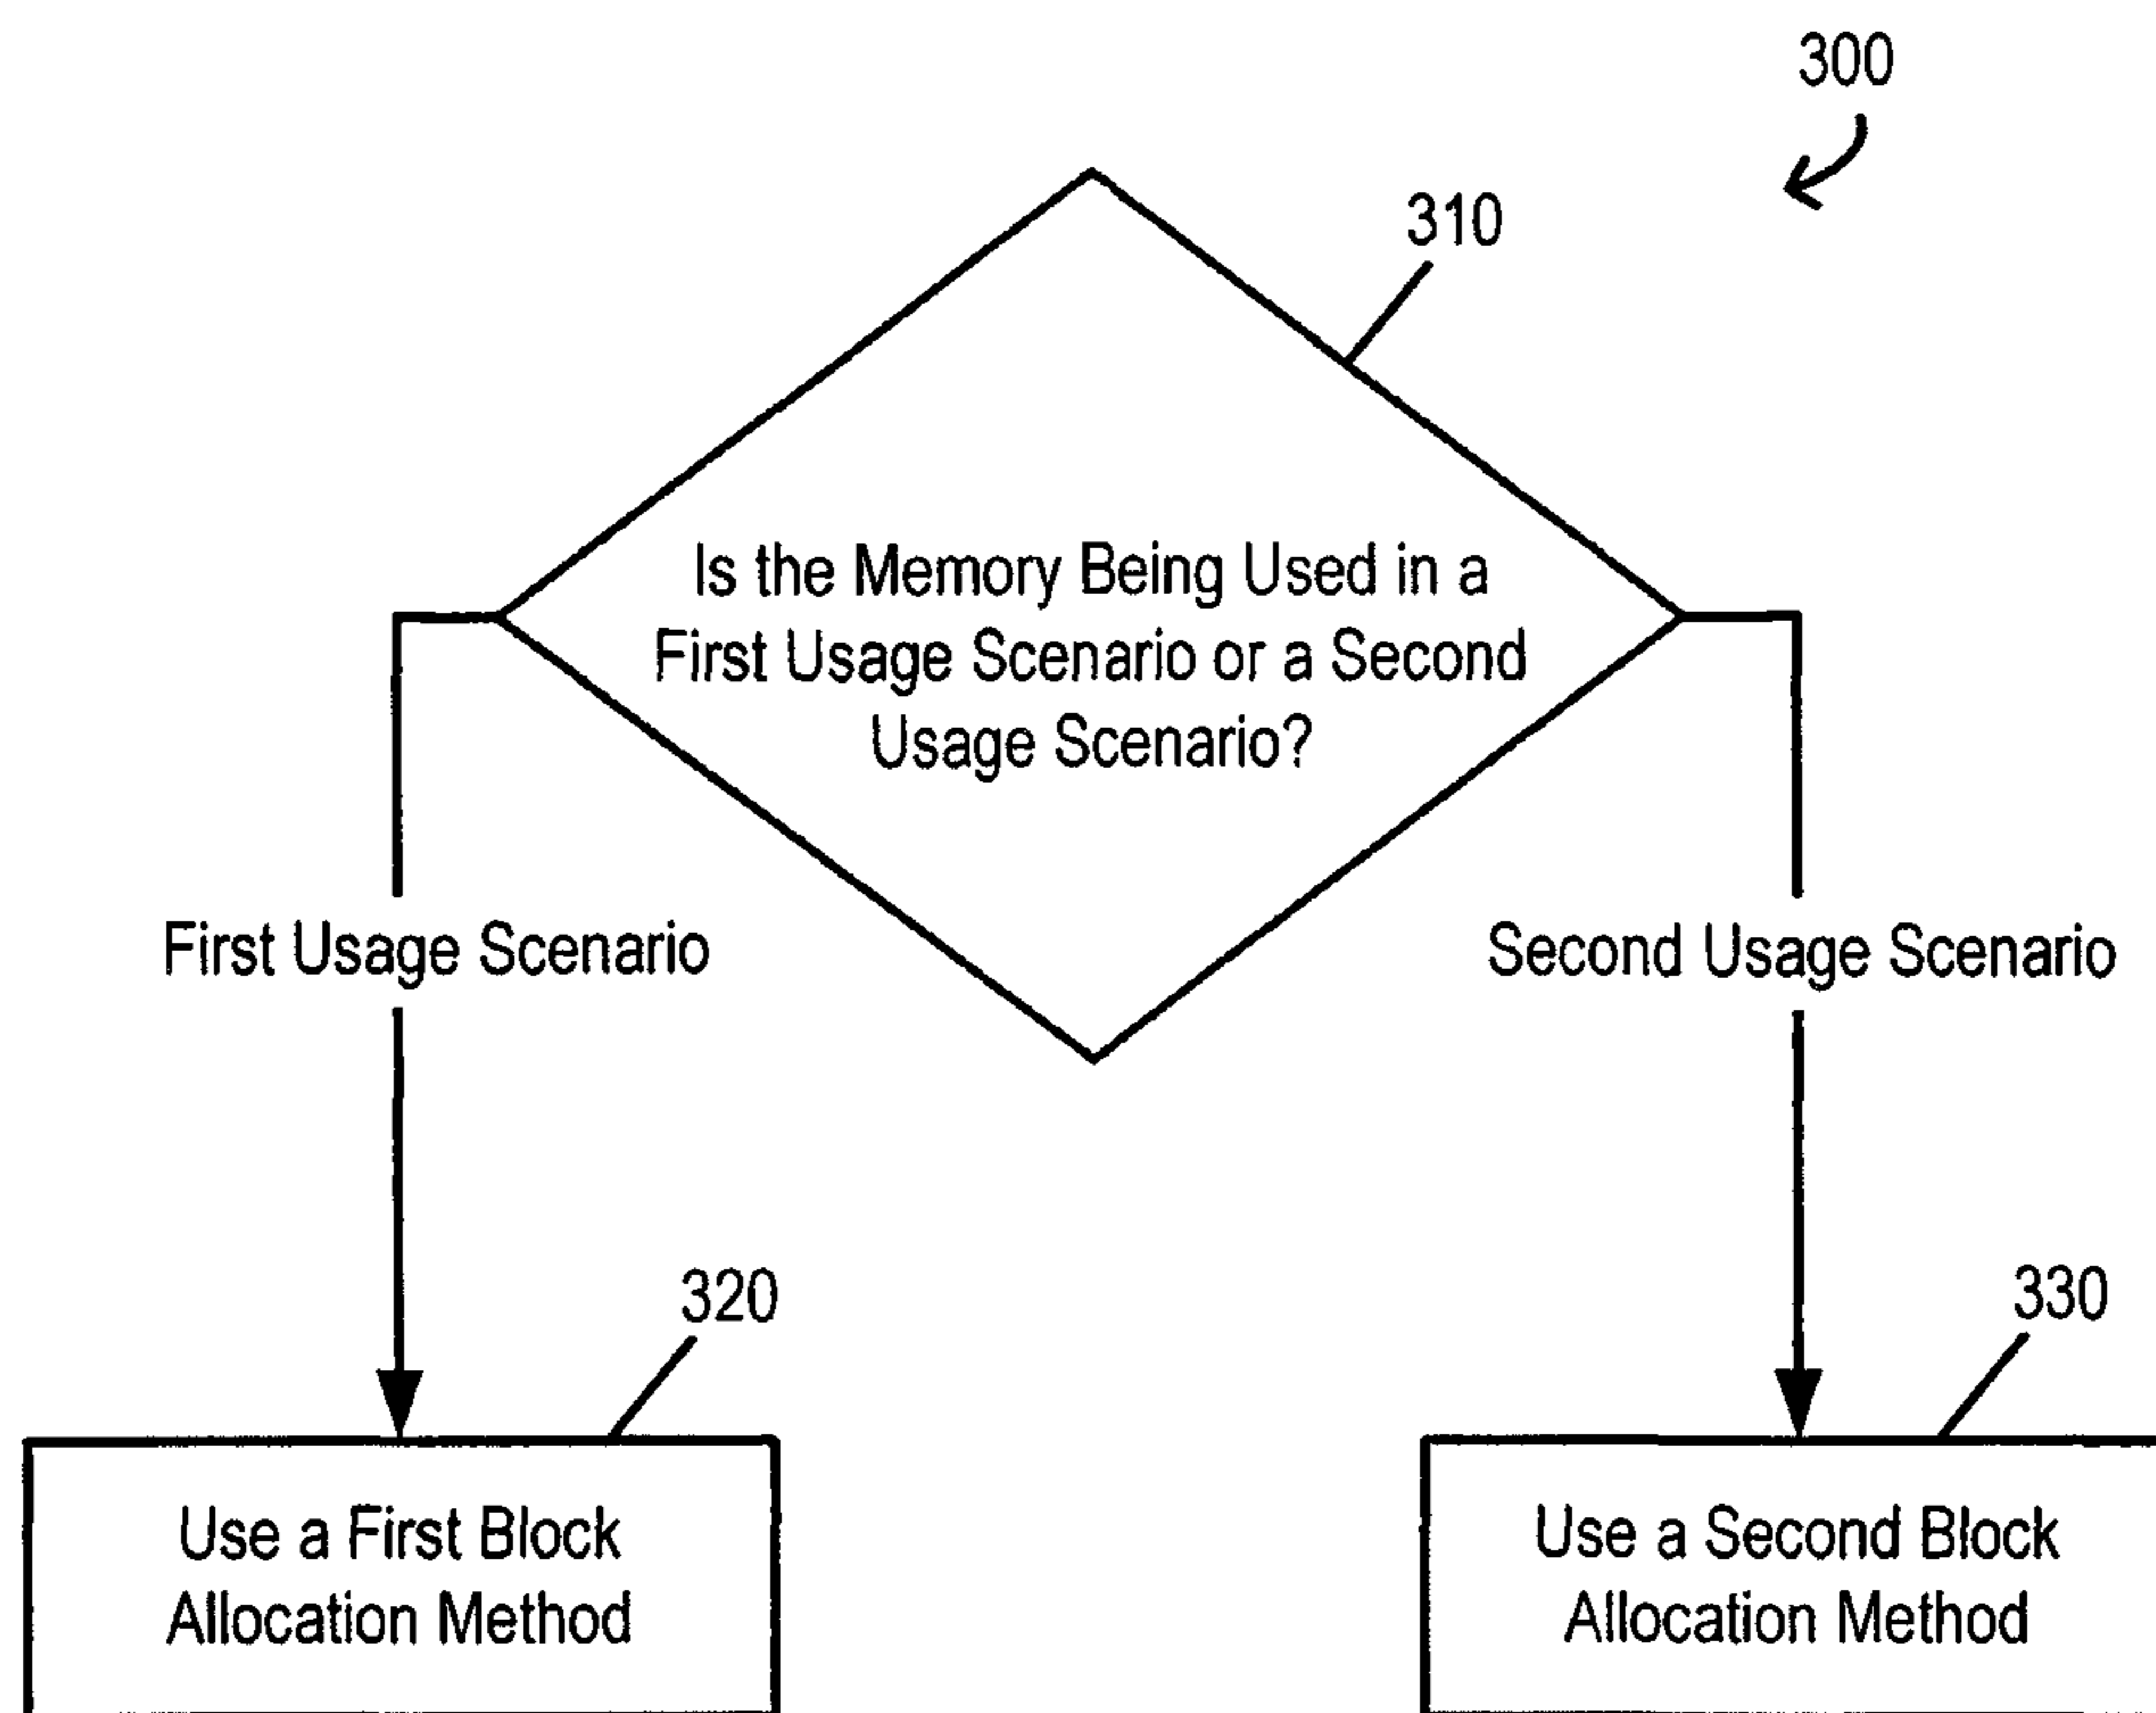 300
310
Is the Memory Being Used in a
First Usage Scenario or a Second
Usage Scenario?
First Usage Scenario
Second Usage Scenario
320
330
Use a First Block
Allocation Method
Use a Second Block
Allocation Method